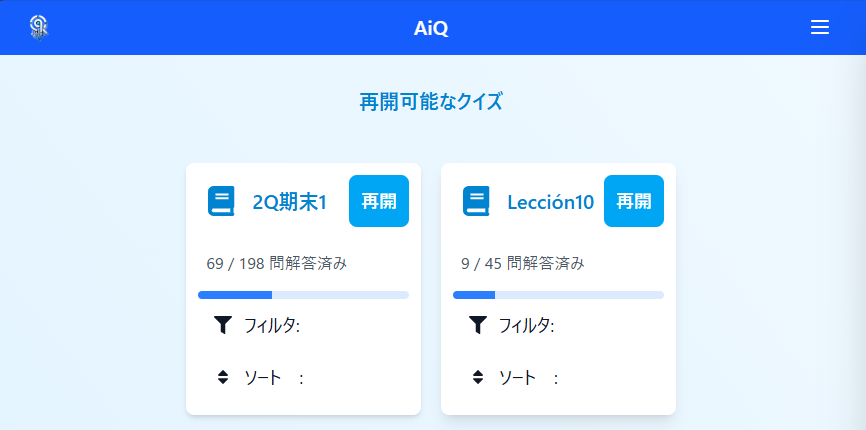 AiQ
再開可能なクイズ
2Q期末1 再開
69 / 198 問解答済み
フィルタ:
ソート :
Lección10 再開
9 / 45 問解答済み
フィルタ:
ソート :